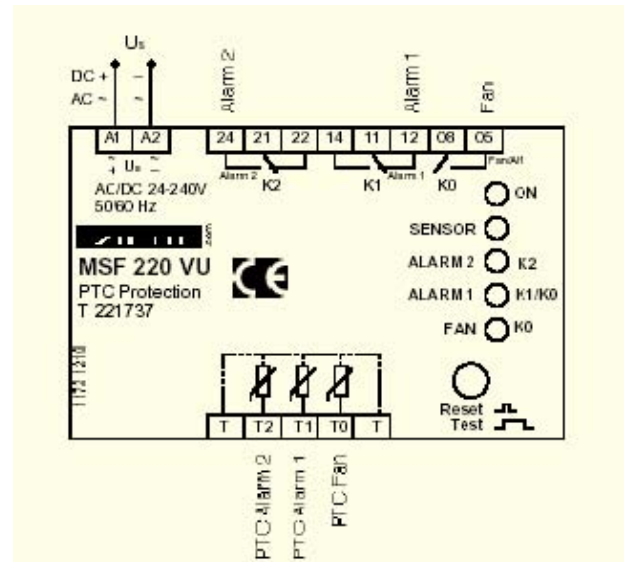 Us
DC + –
AC ~ ~
Alarm 2
Alarm 1
Fan
A1 A2 24 21 22 14 11 12 08 05
~ Us ~
+ –
Alarm 2 K2 K1 Alarm 1 K0 Fan/Al1
AC/DC 24-240V
50/60 Hz
ON
SENSOR
.com
ALARM 2 K2
MSF 220 VU
CE
PTC Protection
ALARM 1 K1/K0
T 221737
FAN K0
Reset
Test
T T2 T1 T0 T
PTC Alarm 2
PTC Alarm 1
PTC Fan